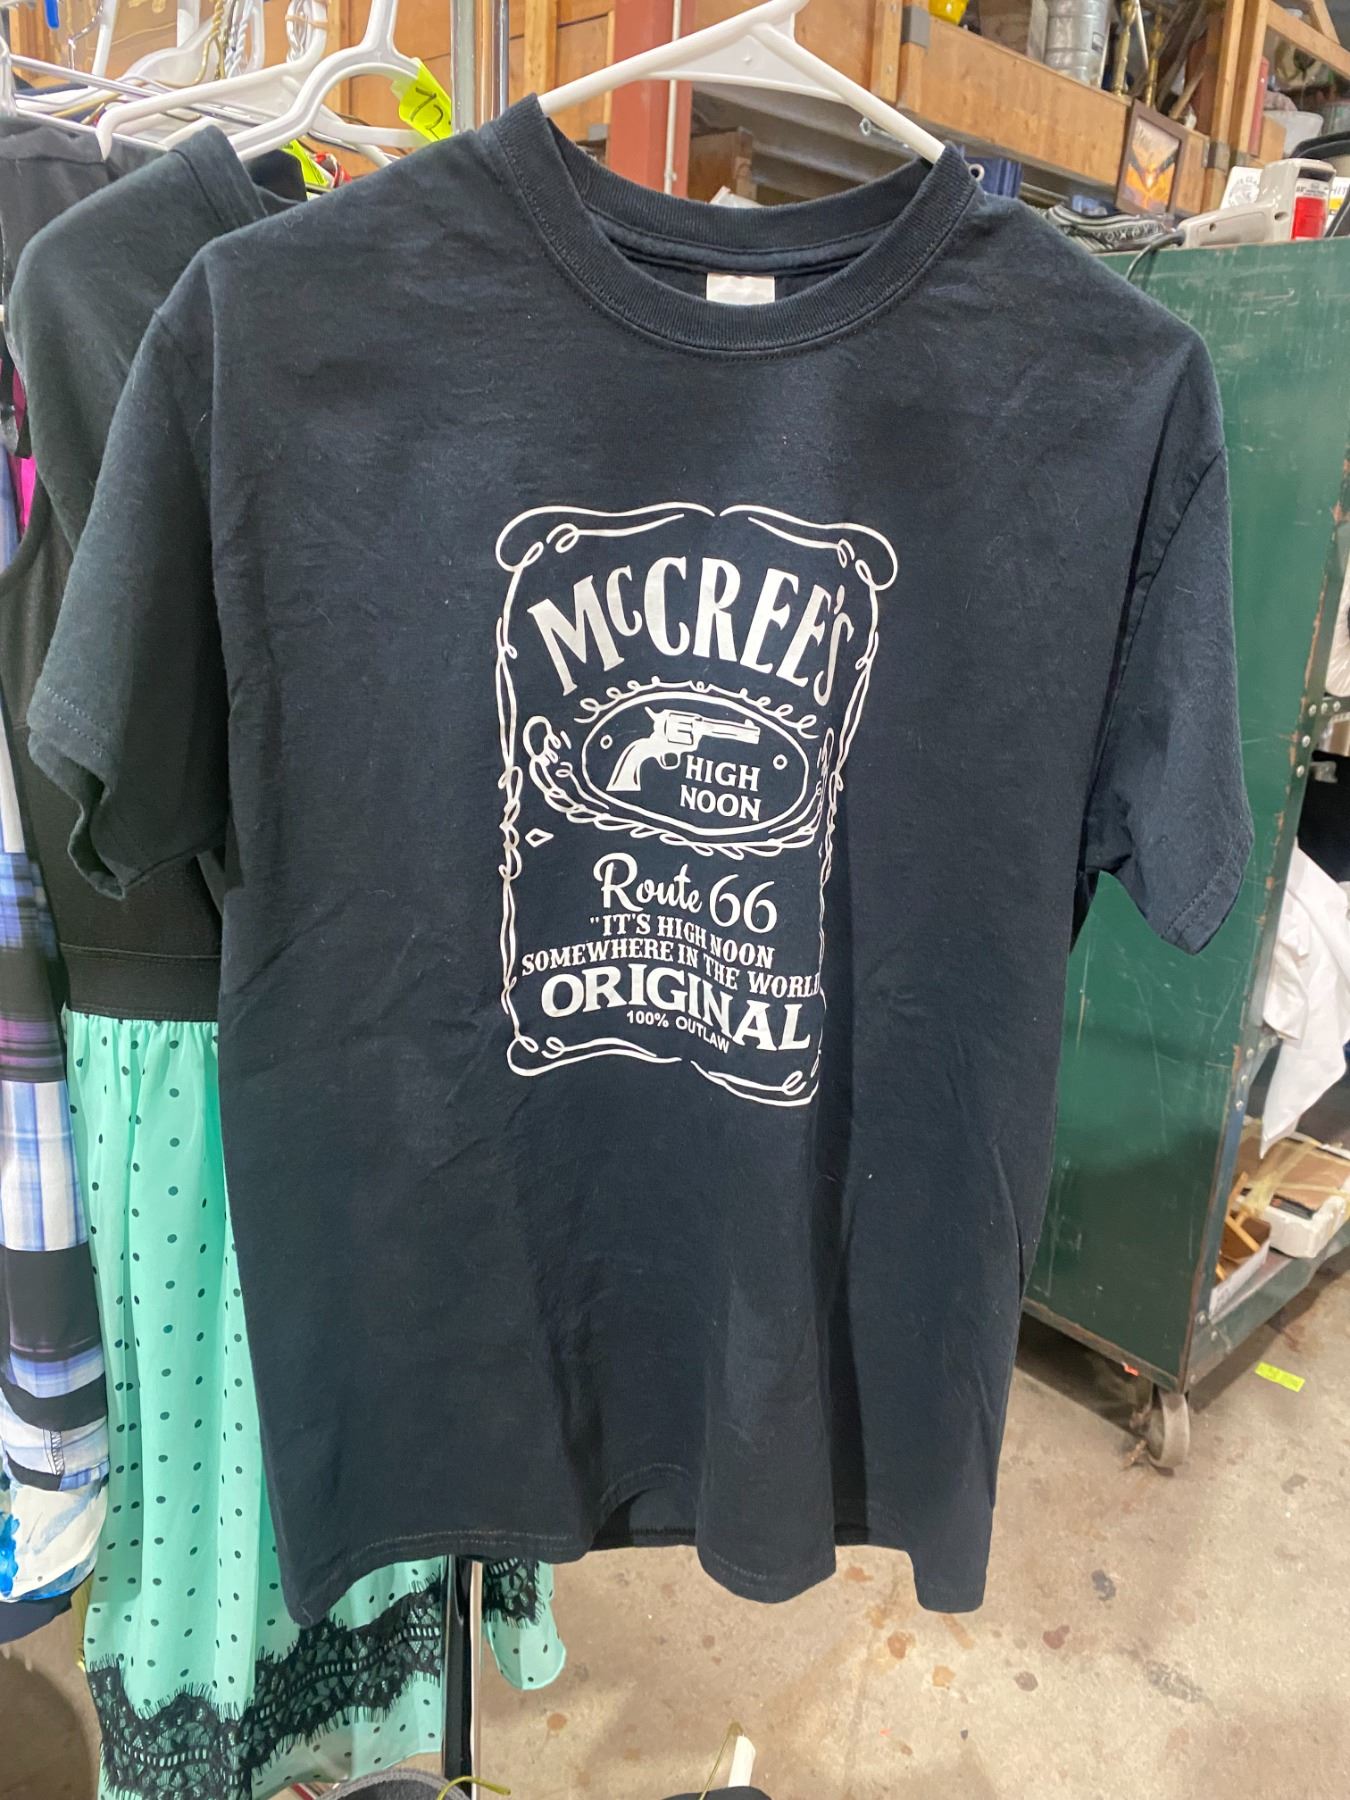 McCREE'S
HIGH
NOON
Route 66
"IT'S HIGH NOON
SOMEWHERE IN THE WORLD
ORIGINAL
100% OUTLAW